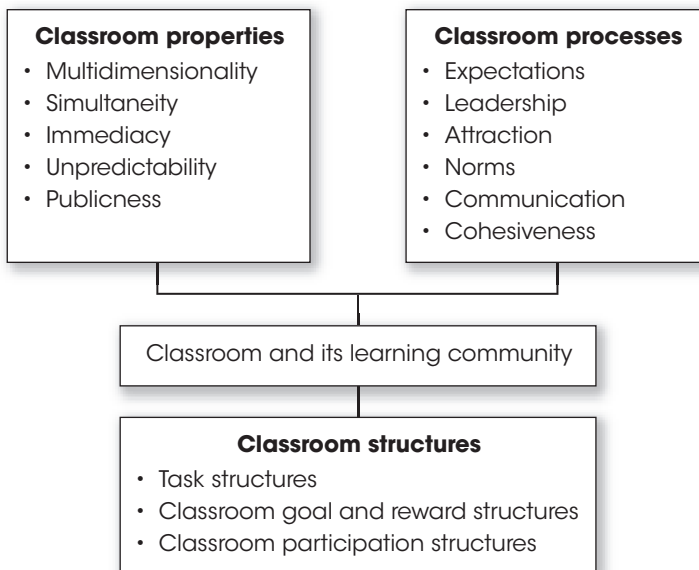 Classroom properties
• Multidimensionality
• Simultaneity
• Immediacy
• Unpredictability
• Publicness
Classroom processes
• Expectations
• Leadership
• Attraction
• Norms
• Communication
• Cohesiveness
Classroom and its learning community
Classroom structures
• Task structures
• Classroom goal and reward structures
• Classroom participation structures